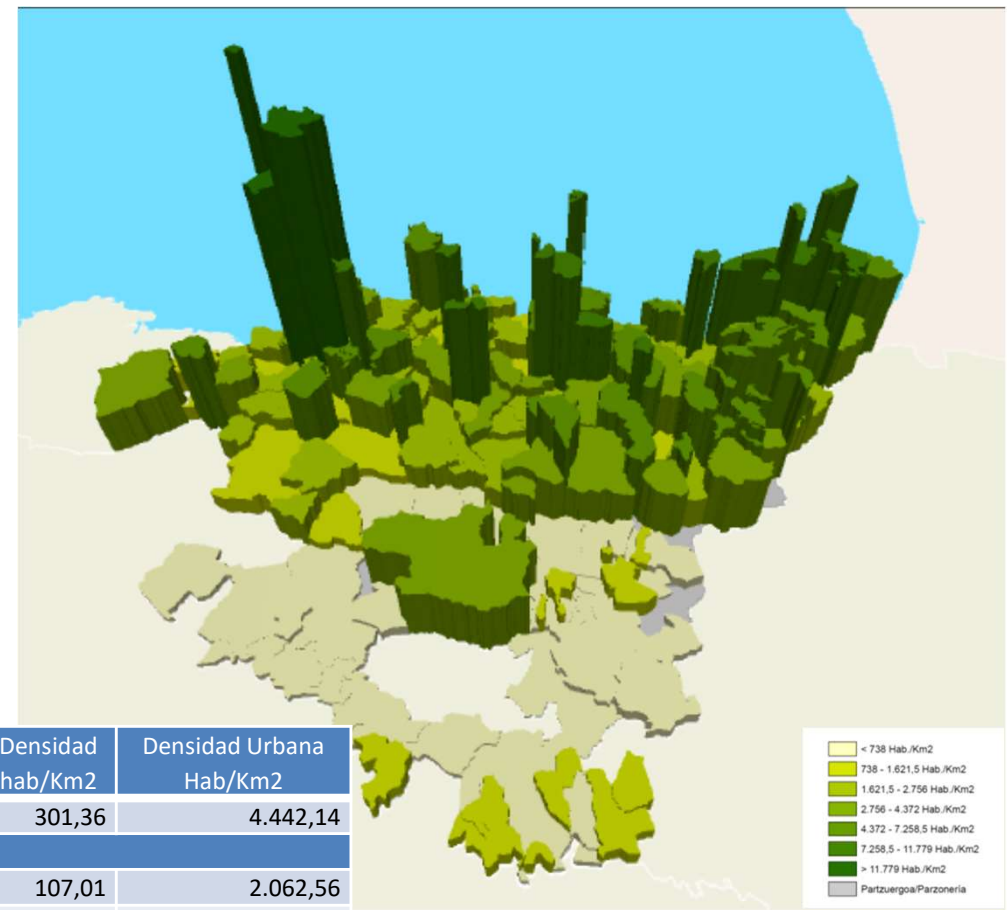 Densidad
hab/Km2
Densidad Urbana
Hab/Km2
301,36 4.442,14
107,01 2.062,56
< 738 Hab./Km2
738 - 1.621,5 Hab./Km2
1.621,5 - 2.756 Hab./Km2
2.756 - 4.372 Hab./Km2
4.372 - 7.258,5 Hab./Km2
7.258,5 - 11.779 Hab./Km2
> 11.779 Hab./Km2
Partzuergoa/Parzonería